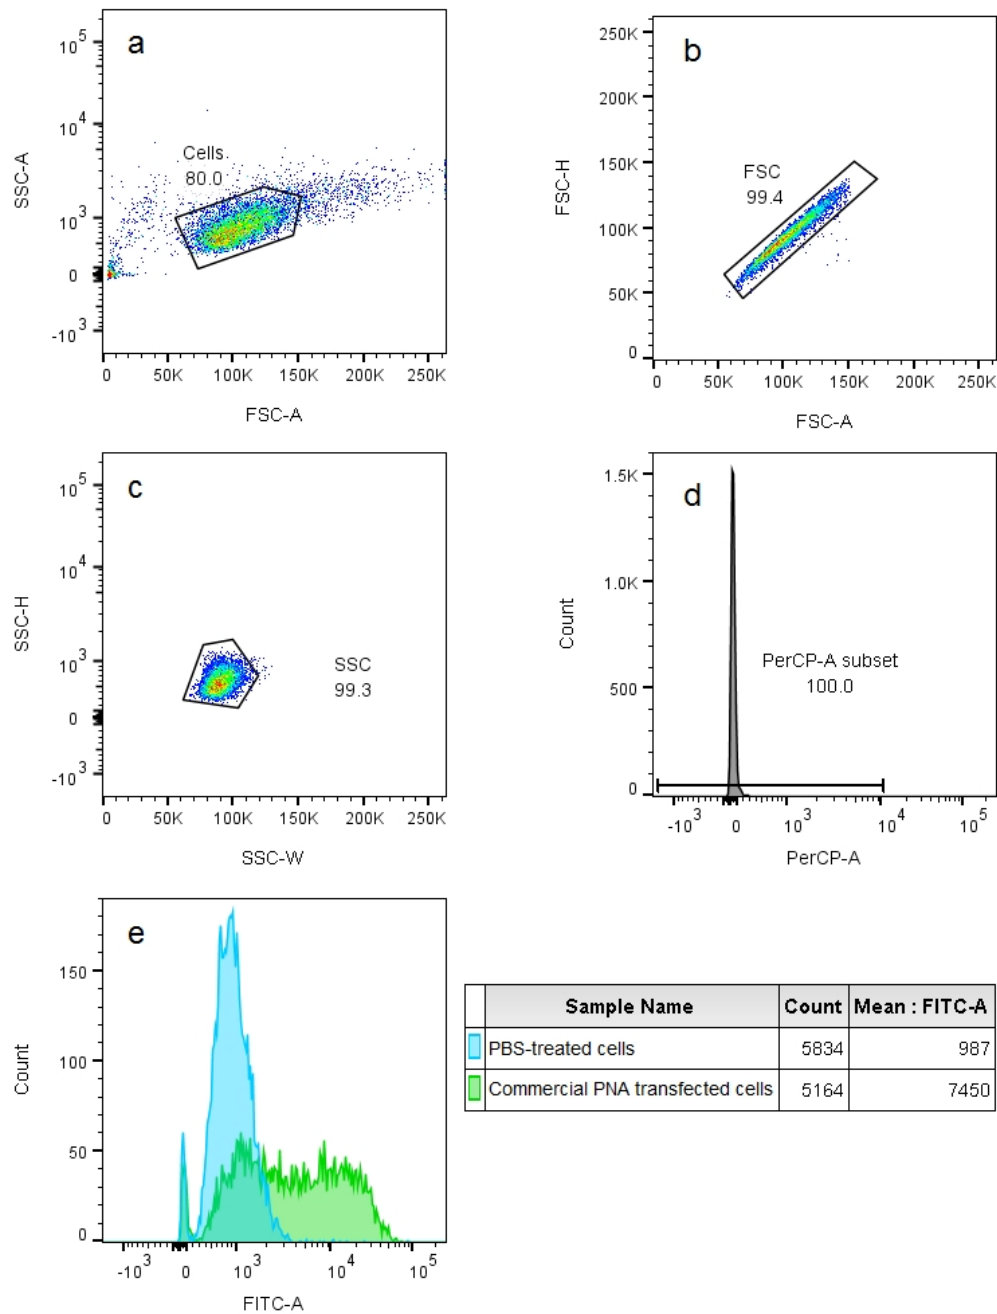 a
SSC-A
10^5
10^4
10^3
0
-10^3
Cells
80.0
0 50K 100K 150K 200K 250K
FSC-A
b
FSC-H
250K
200K
150K
100K
50K
0
FSC
99.4
0 50K 100K 150K 200K 250K
FSC-A
c
SSC-H
10^5
10^4
10^3
0
-10^3
SSC
99.3
0 50K 100K 150K 200K 250K
SSC-W
d
Count
1.5K
1.0K
500
0
PerCP-A subset
100.0
-10^3 0 10^3 10^4 10^5
PerCP-A
e
Count
150
100
50
0
-10^3 0 10^3 10^4 10^5
FITC-A
Sample Name Count Mean : FITC-A
PBS-treated cells 5834 987
Commercial PNA transfected cells 5164 7450